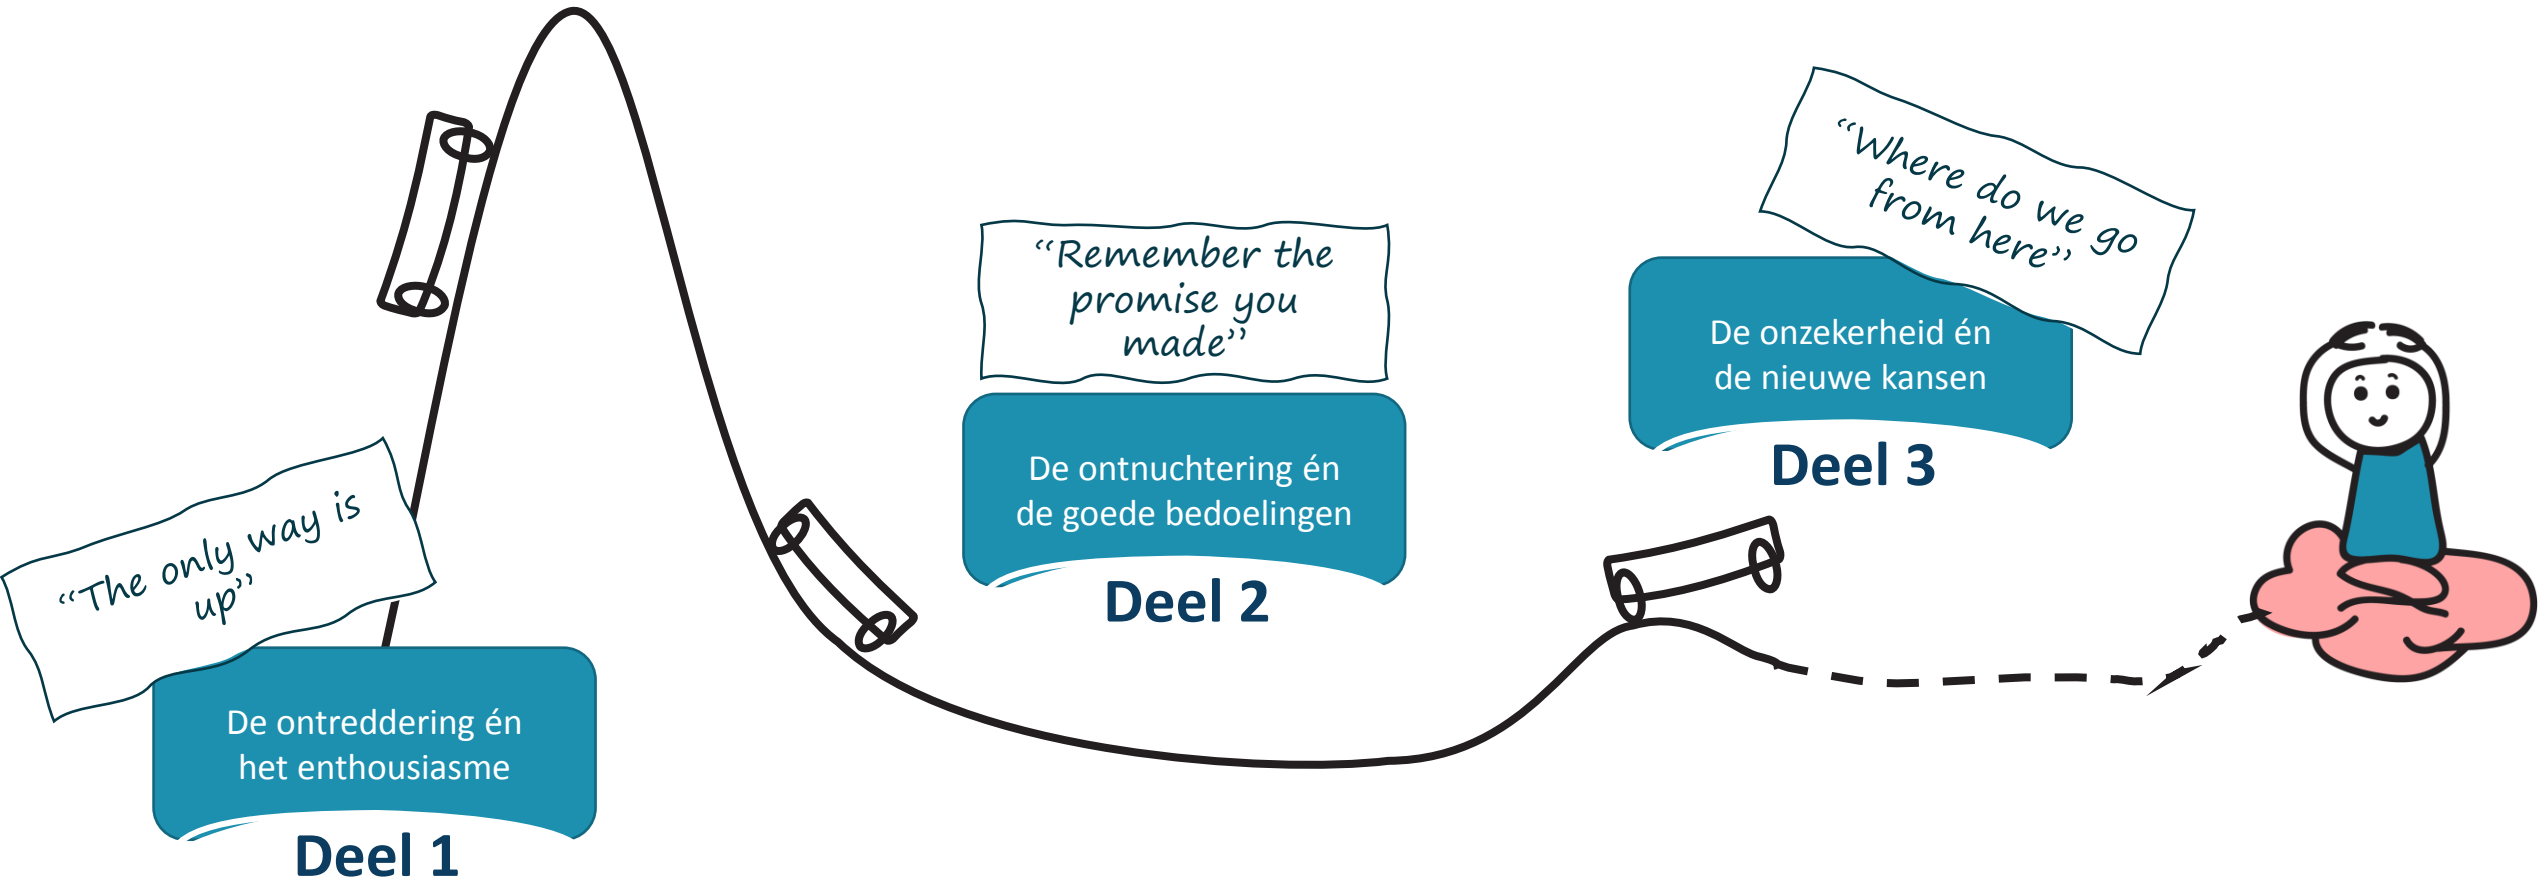 “The only way is
up”
De ontreddering én
het enthousiasme
Deel 1
“Remember the
promise you
made”
De ontnuchtering én
de goede bedoelingen
Deel 2
“Where do we go
from here”
De onzekerheid én
de nieuwe kansen
Deel 3